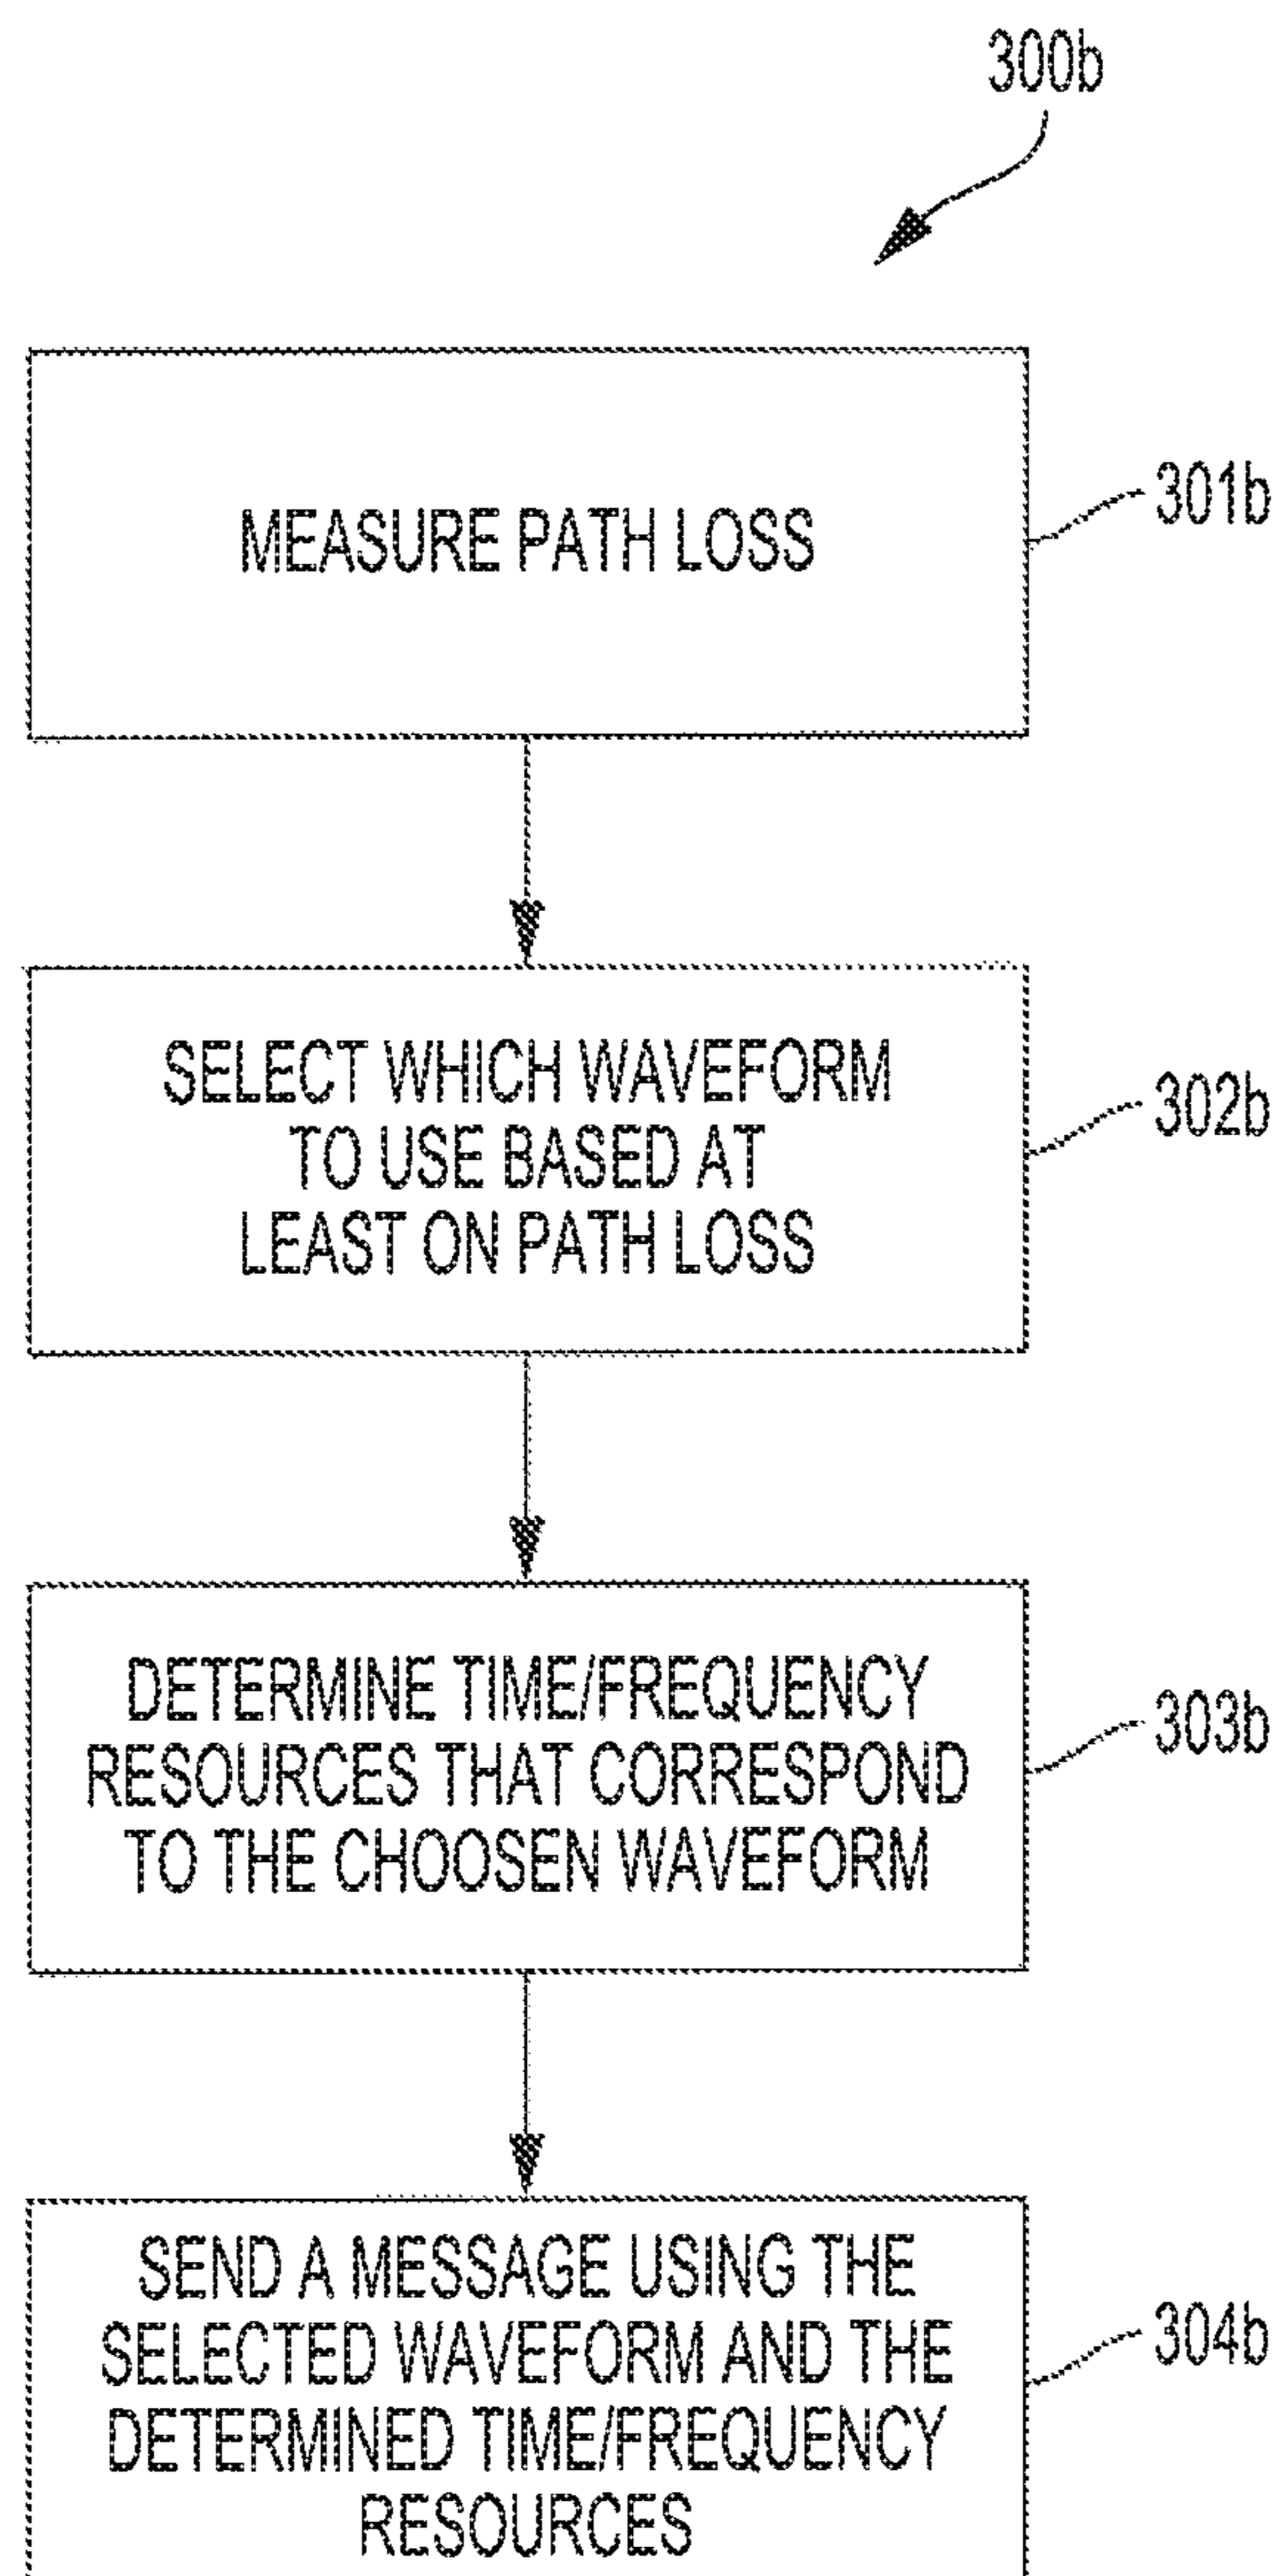 300b
MEASURE PATH LOSS
301b
SELECT WHICH WAVEFORM
TO USE BASED AT
LEAST ON PATH LOSS
302b
DETERMINE TIME/FREQUENCY
RESOURCES THAT CORRESPOND
TO THE CHOOSEN WAVEFORM
303b
SEND A MESSAGE USING THE
SELECTED WAVEFORM AND THE
DETERMINED TIME/FREQUENCY
RESOURCES
304b